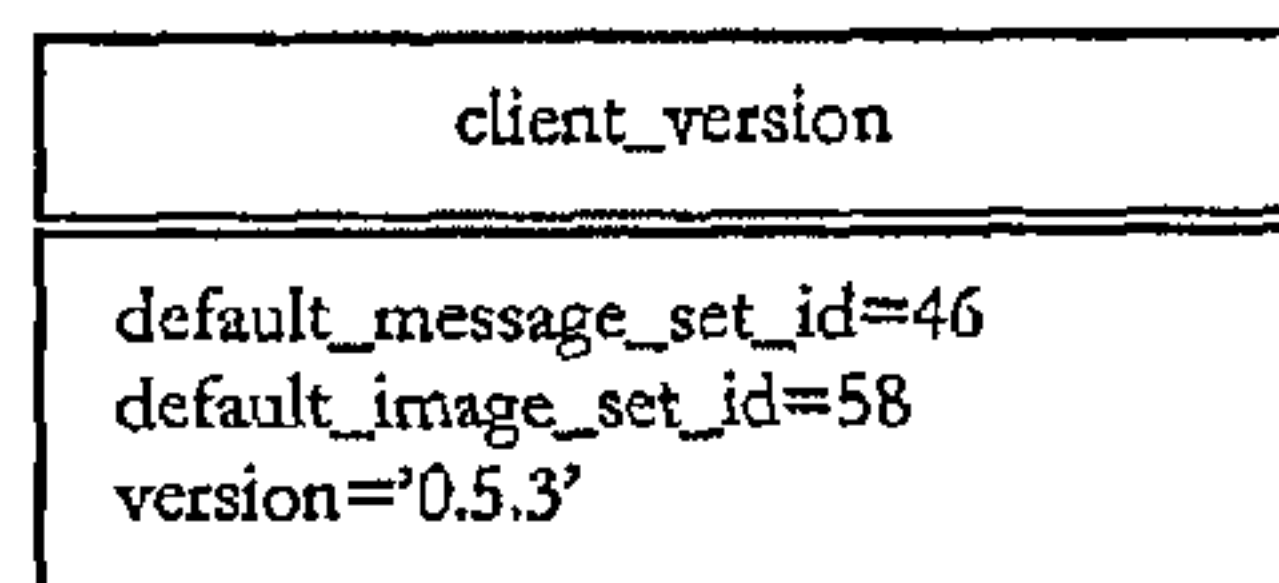 client_version
default_message_set_id=46
default_image_set_id=58
version=’0.5.3’